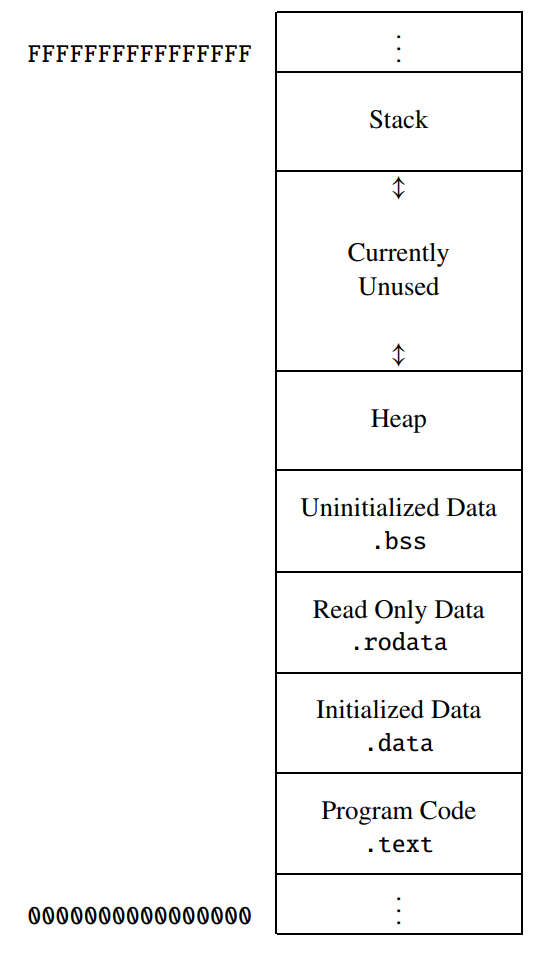 FFFFFFFFFFFFFFFF
⋮
Stack
↕
Currently
Unused
↕
Heap
Uninitialized Data
.bss
Read Only Data
.rodata
Initialized Data
.data
Program Code
.text
0000000000000000
⋮